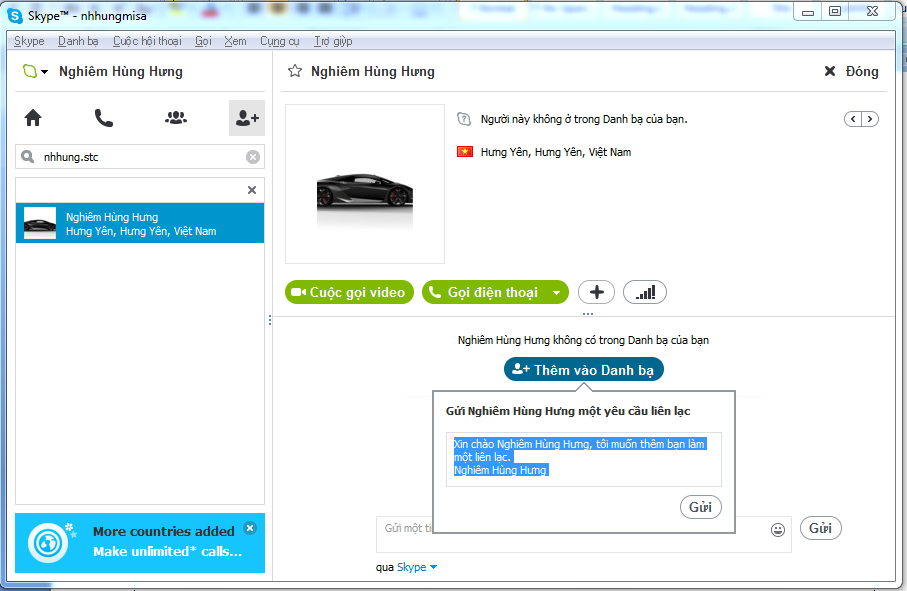 Skype™ - nhhungmisa
Skype Danh bạ Cuộc hội thoại Gọi Xem Cụng cụ Trợ giỳp
Nghiêm Hùng Hưng
nhhung.stc
Nghiêm Hùng Hưng
Hưng Yên, Hưng Yên, Việt Nam
More countries added
Make unlimited* calls...
Nghiêm Hùng Hưng
Đóng
Người này không ở trong Danh bạ của bạn.
Hưng Yên, Hưng Yên, Việt Nam
Cuộc gọi video
Gọi điện thoại
Nghiêm Hùng Hưng không có trong Danh bạ của bạn
Thêm vào Danh bạ
Gửi Nghiêm Hùng Hưng một yêu cầu liên lạc
Xin chào Nghiêm Hùng Hưng, tôi muốn thêm bạn làm
một liên lạc.
Nghiêm Hùng Hưng
Gửi
Gửi một ti
Gửi
qua Skype